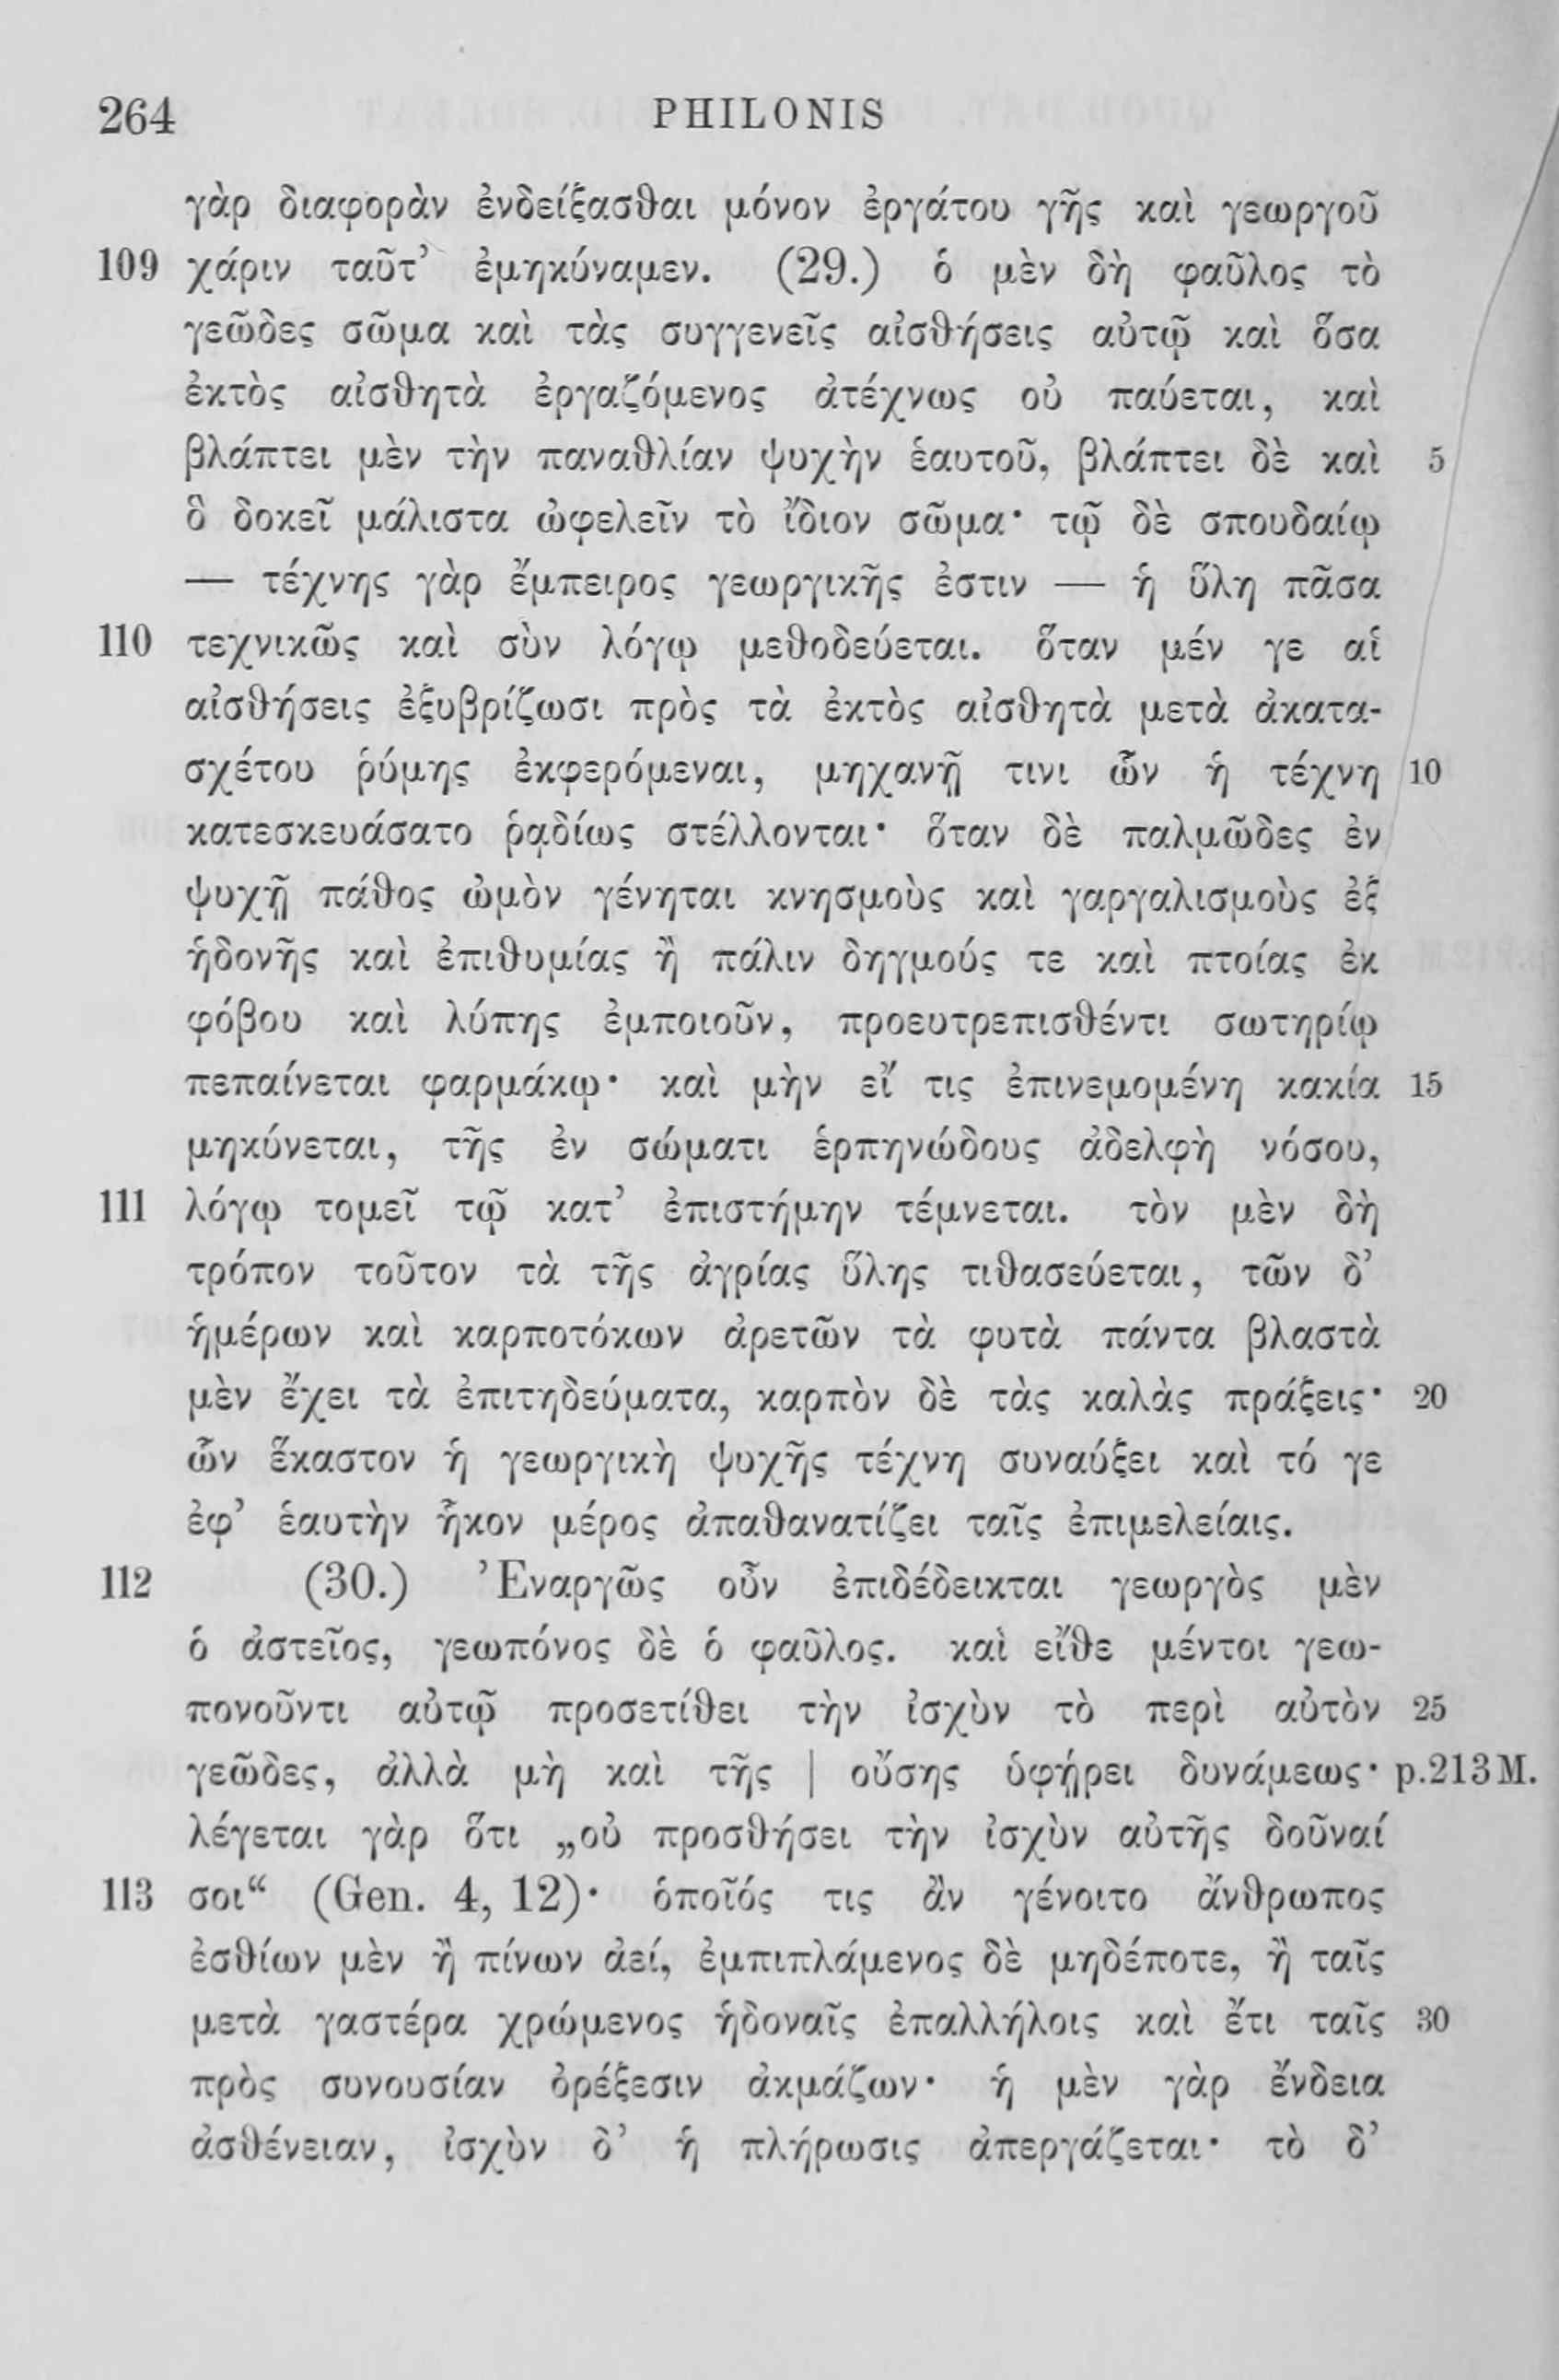 264 PHILONIS
γὰρ διαφορὰν ἐνδείξασθαι μόνον ἐργάτου γῆς καὶ γεωργοῦ
109 χάριν ταῦτ’ ἐμηκύναμεν. (29.) ὁ μὲν δὴ φαῦλος τὸ
γεῶδες σῶμα καὶ τὰς συγγενεῖς αἰσθήσεις αὐτῷ καὶ ὅσα
ἐκτὸς αἰσθητὰ ἐργαζόμενος ἀτέχνως οὐ παύεται, καὶ
βλάπτει μὲν τὴν παναθλίαν ψυχὴν ἑαυτοῦ, βλάπτει δὲ καὶ 5
ὃ δοκεῖ μάλιστα ὠφελεῖν τὸ ἴδιον σῶμα· τῷ δὲ σπουδαίῳ
— τέχνης γὰρ ἔμπειρος γεωργικῆς ἐστιν — ἡ ὕλη πᾶσα
110 τεχνικῶς καὶ σὺν λόγῳ μεθοδεύεται. ὅταν μέν γε αἱ
αἰσθήσεις ἐξυβρίζωσι πρὸς τὰ ἐκτὸς αἰσθητὰ μετὰ ἀκατα-
σχέτου ῥύμης ἐκφερόμεναι, μηχανῇ τινι ὧν ἡ τέχνη 10
κατεσκευάσατο ῥᾳδίως στέλλονται· ὅταν δὲ παλμῶδες ἐν
ψυχῇ πάθος ὠμὸν γένηται κνησμοὺς καὶ γαργαλισμοὺς ἐξ
ἡδονῆς καὶ ἐπιθυμίας ἢ πάλιν δηγμούς τε καὶ πτοίας ἐκ
φόβου καὶ λύπης ἐμποιοῦν, προευτρεπισθέντι σωτηρίῳ
πεπαίνεται φαρμάκῳ· καὶ μὴν εἴ τις ἐπινεμομένη κακία 15
μηκύνεται, τῆς ἐν σώματι ἑρπηνώδους ἀδελφὴ νόσου,
111 λόγῳ τομεῖ τῷ κατ’ ἐπιστήμην τέμνεται. τὸν μὲν δὴ
τρόπον τοῦτον τὰ τῆς ἀγρίας ὕλης τιθασεύεται, τῶν δ’
ἡμέρων καὶ καρποτόκων ἀρετῶν τὰ φυτὰ πάντα βλαστὰ
μὲν ἔχει τὰ ἐπιτηδεύματα, καρπὸν δὲ τὰς καλὰς πράξεις· 20
ὧν ἕκαστον ἡ γεωργικὴ ψυχῆς τέχνη συναύξει καὶ τό γε
ἐφ’ ἑαυτὴν ἧκον μέρος ἀπαθανατίζει ταῖς ἐπιμελείαις.
112 (30.) Ἐναργῶς οὖν ἐπιδέδεικται γεωργὸς μὲν
ὁ ἀστεῖος, γεωπόνος δὲ ὁ φαῦλος. καὶ εἴθε μέντοι γεω-
πονοῦντι αὐτῷ προσετίθει τὴν ἰσχὺν τὸ περὶ αὐτὸν 25
γεῶδες, ἀλλὰ μὴ καὶ τῆς | οὔσης ὑφῄρει δυνάμεως· p.213M.
λέγεται γὰρ ὅτι „οὐ προσθήσει τὴν ἰσχὺν αὐτῆς δοῦναί
113 σοι“ (Gen. 4, 12)· ὁποῖός τις ἂν γένοιτο ἄνθρωπος
ἐσθίων μὲν ἢ πίνων ἀεί, ἐμπιπλάμενος δὲ μηδέποτε, ἢ ταῖς
μετὰ γαστέρα χρώμενος ἡδοναῖς ἐπαλλήλοις καὶ ἔτι ταῖς 30
πρὸς συνουσίαν ὀρέξεσιν ἀκμάζων· ἡ μὲν γὰρ ἔνδεια
ἀσθένειαν, ἰσχὺν δ’ ἡ πλήρωσις ἀπεργάζεται· τὸ δ’